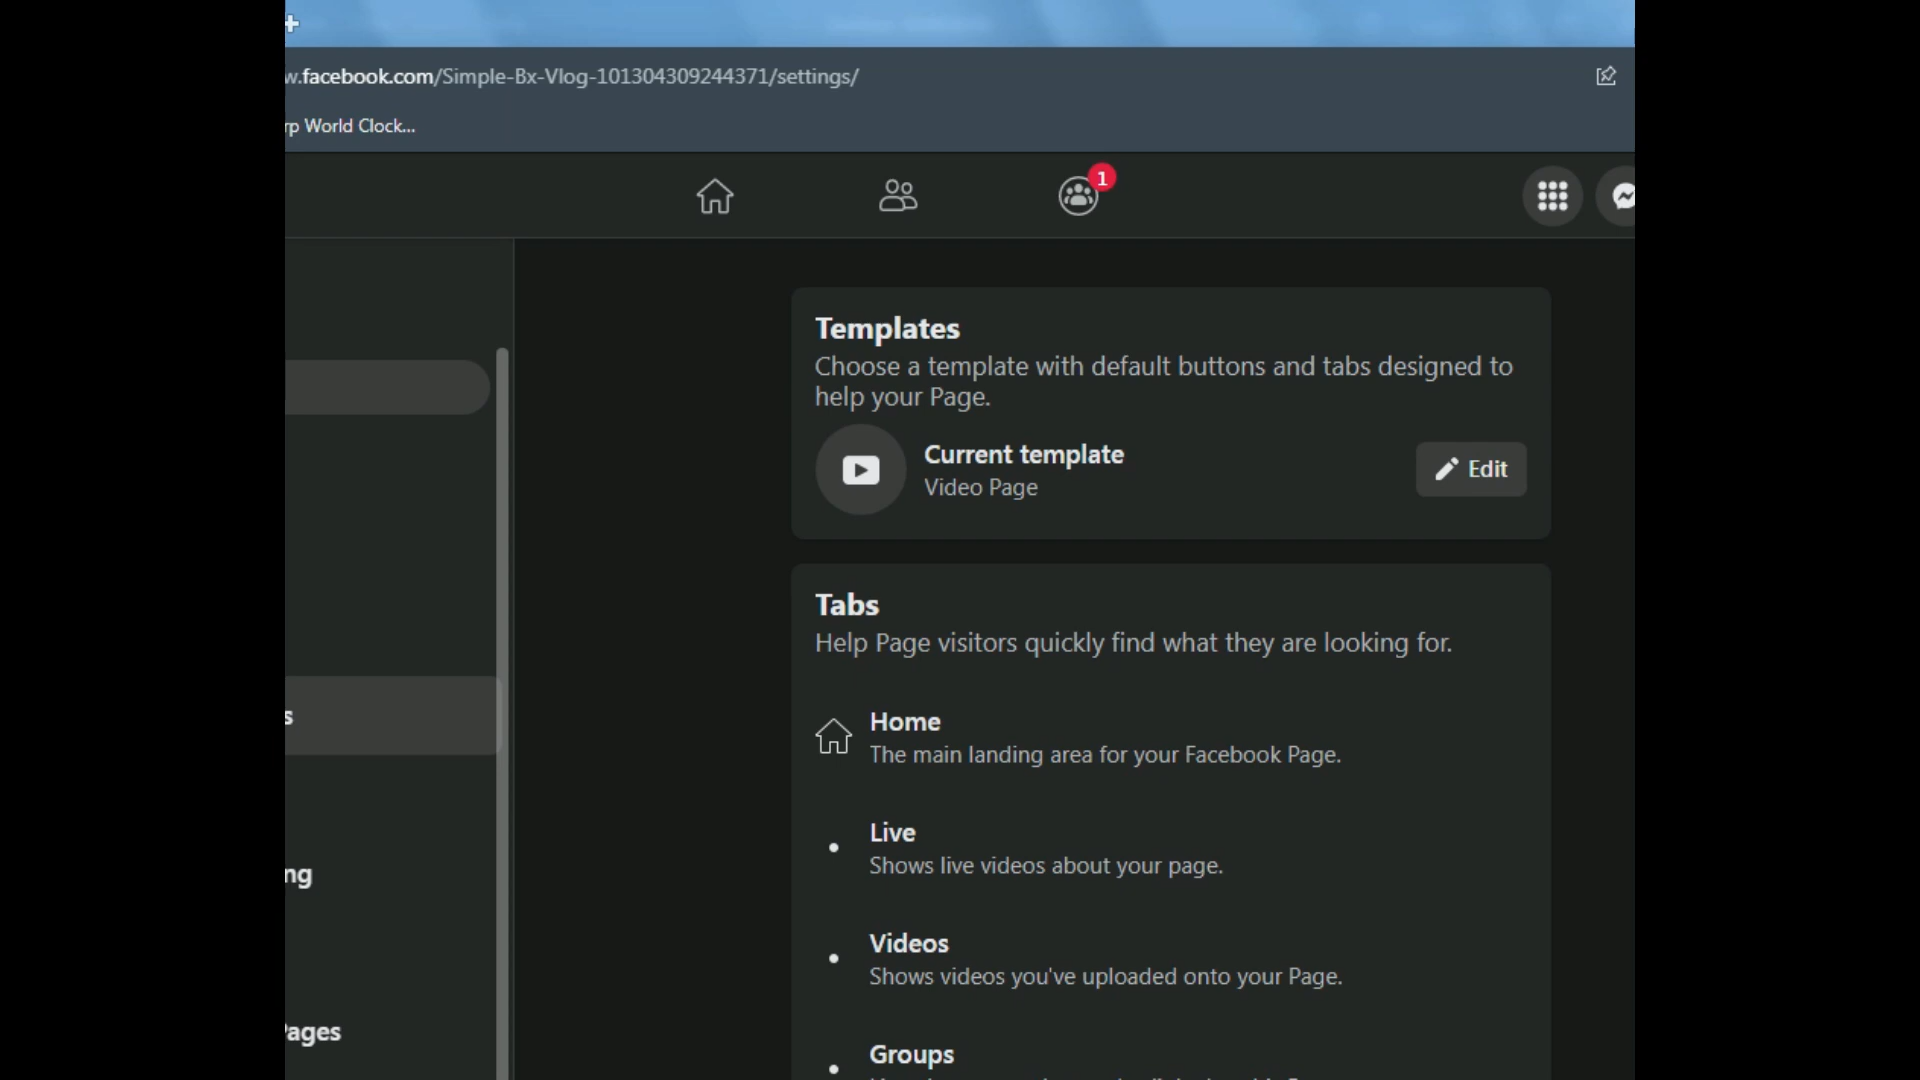 w.facebook.com/Simple-Bx-Vlog-101304309244371/settings/
rp World Clock...
1
Templates
Choose a template with default buttons and tabs designed to
help your Page.
Current template
Video Page
Edit
Tabs
Help Page visitors quickly find what they are looking for.
s
Home
The main landing area for your Facebook Page.
Live
Shows live videos about your page.
ng
Videos
Shows videos you've uploaded onto your Page.
Pages
Groups